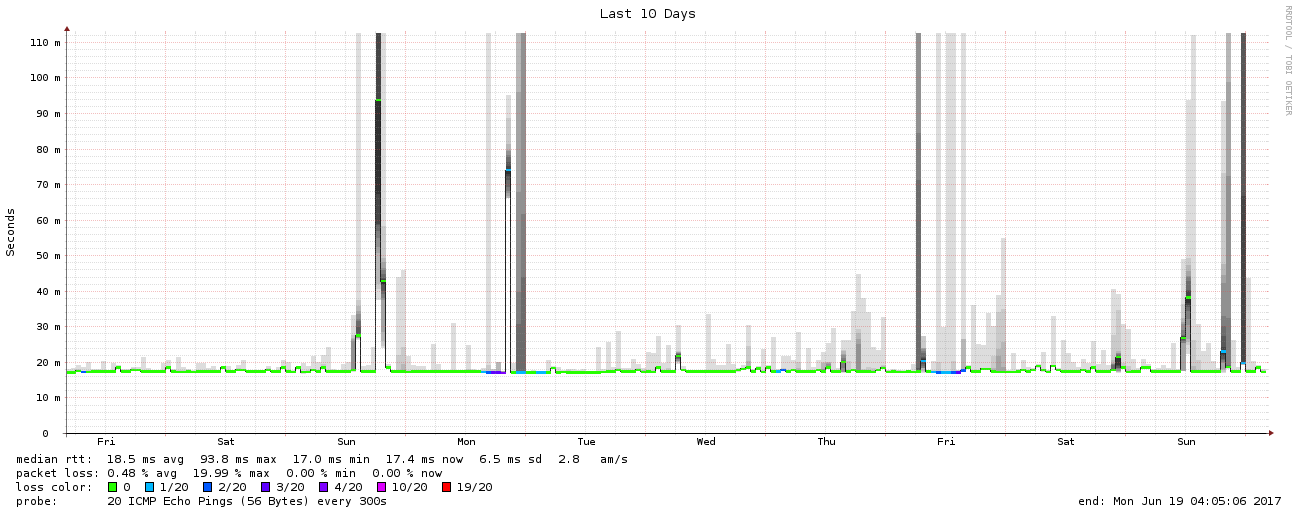 Last 10 Days
RRDTOOL / TOBI OETIKER
Seconds
110 m
100 m
90 m
80 m
70 m
60 m
50 m
40 m
30 m
20 m
10 m
0
Fri Sat Sun Mon Tue Wed Thu Fri Sat Sun
median rtt: 18.5 ms avg 93.8 ms max 17.0 ms min 17.4 ms now 6.5 ms sd 2.8 am/s
packet loss: 0.48 % avg 19.99 % max 0.00 % min 0.00 % now
loss color: 0 1/20 2/20 3/20 4/20 10/20 19/20
probe: 20 ICMP Echo Pings (56 Bytes) every 300s end: Mon Jun 19 04:05:06 2017